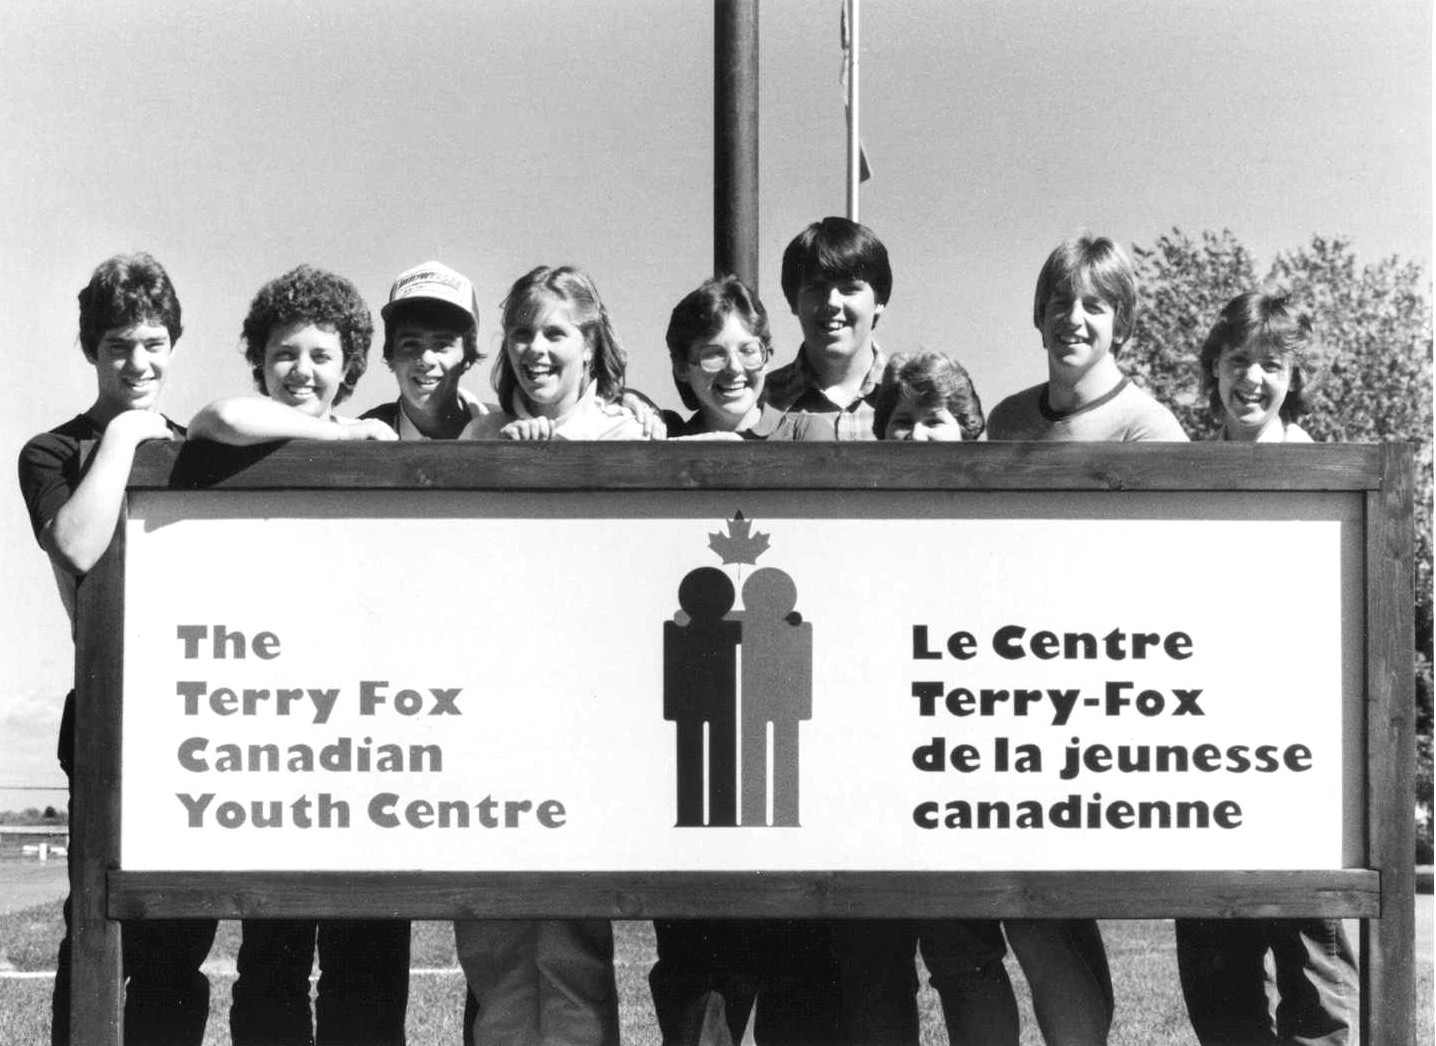 The
Terry Fox
Canadian
Youth Centre
Le Centre
Terry-Fox
de la jeunesse
canadienne